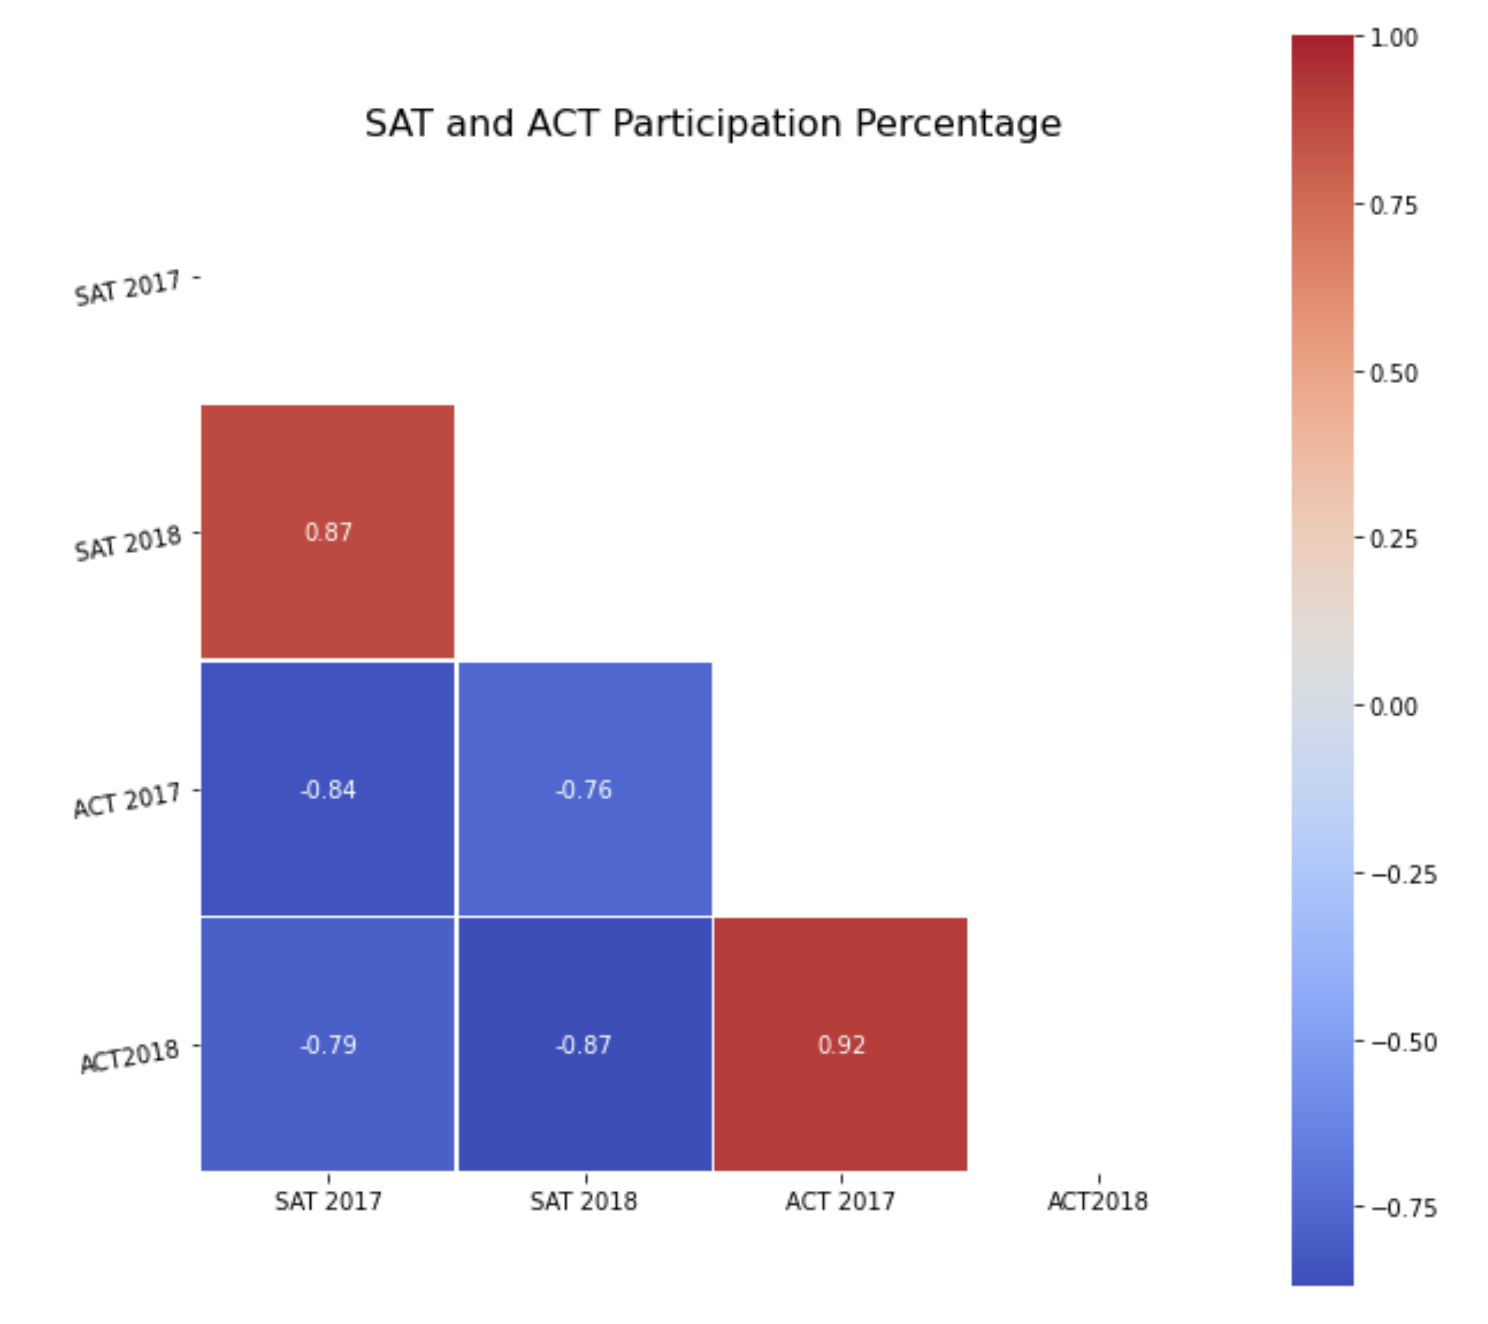 SAT and ACT Participation Percentage
SAT 2017
SAT 2018
ACT 2017
ACT2018
0.87
-0.84 -0.76
-0.79 -0.87 0.92
SAT 2017 SAT 2018 ACT 2017 ACT2018
1.00
0.75
0.50
0.25
0.00
−0.25
−0.50
−0.75